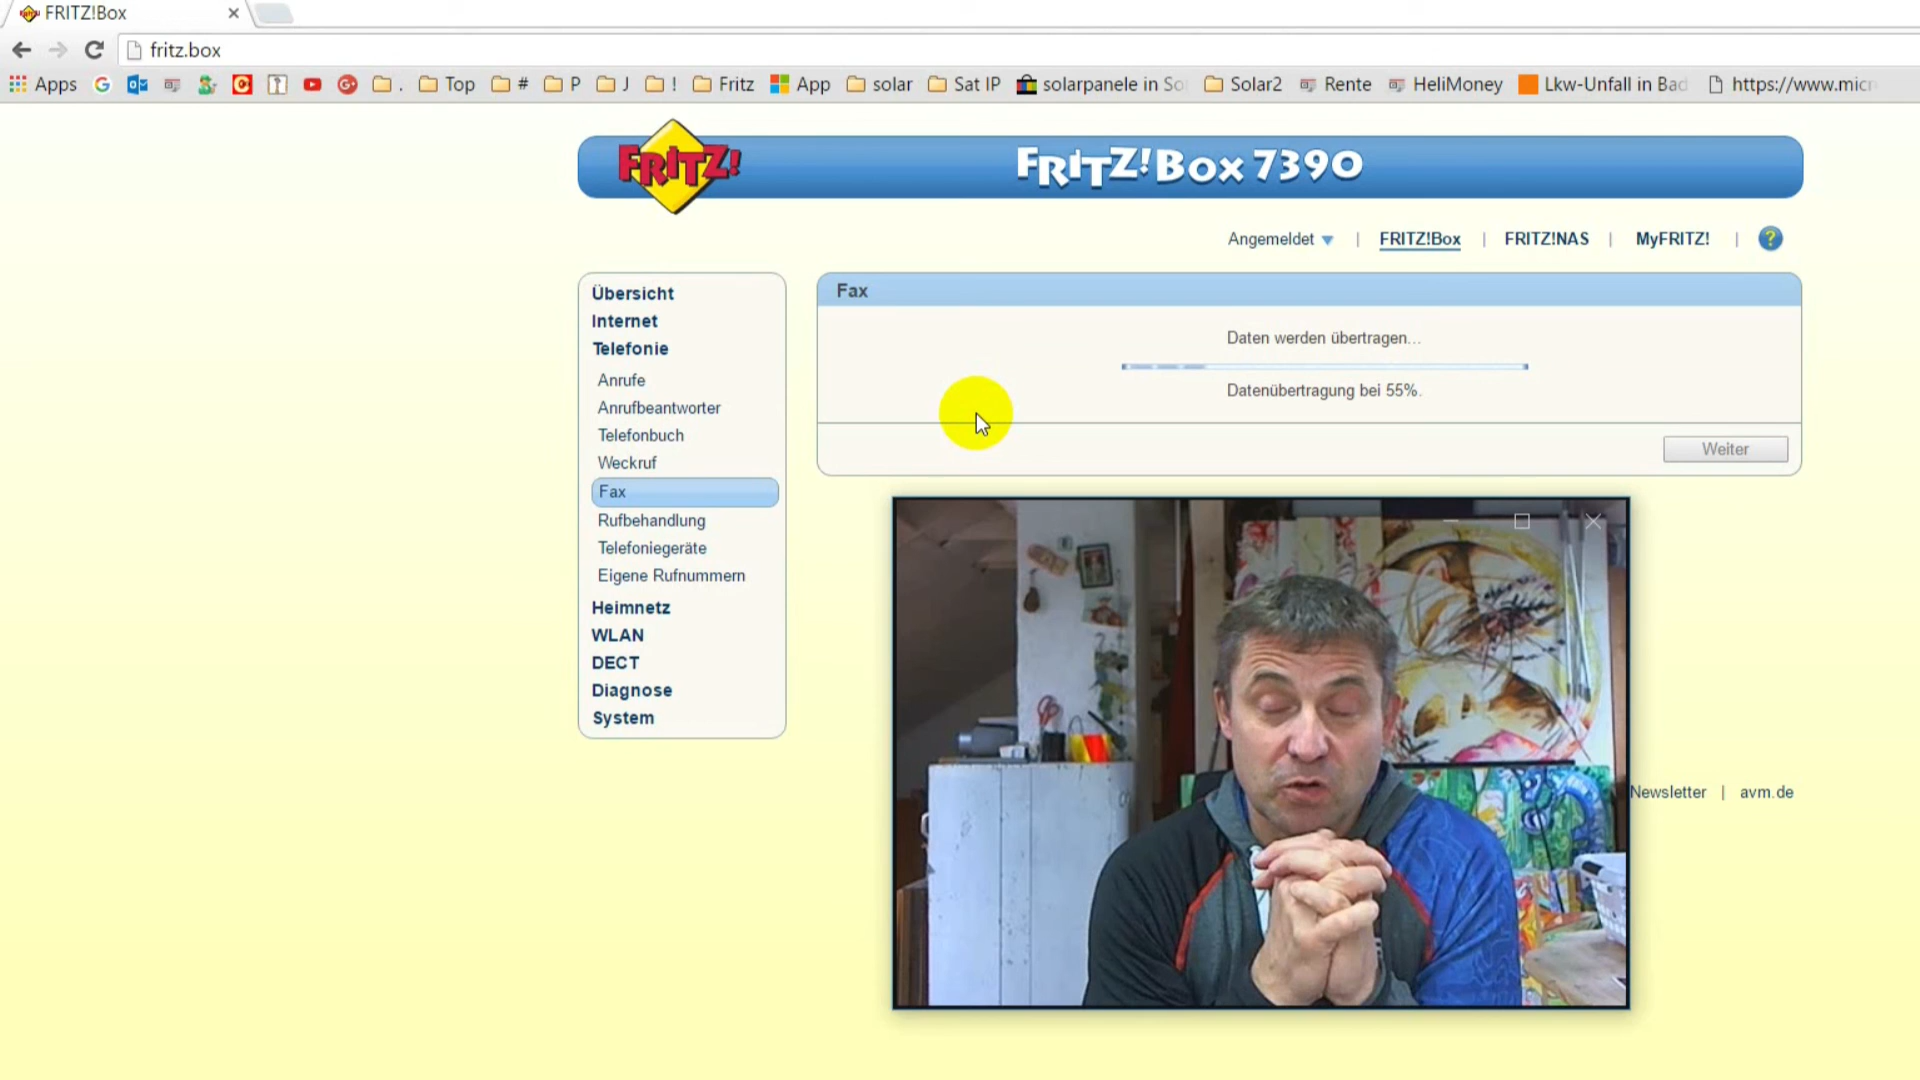 FRITZ!Box
fritz.box
Apps . Top # P J ! Fritz App solar Sat IP solarpanele in So Solar2 Rente HeliMoney Lkw-Unfall in Bad https://www.micr
FRITZ!
FRITZ!Box 7390
Angemeldet | FRITZ!Box | FRITZ!NAS | MyFRITZ! | ?
Übersicht
Internet
Telefonie
Anrufe
Anrufbeantworter
Telefonbuch
Weckruf
Fax
Rufbehandlung
Telefoniegeräte
Eigene Rufnummern
Heimnetz
WLAN
DECT
Diagnose
System
Fax
Daten werden übertragen...
Datenübertragung bei 55%.
Weiter
Newsletter | avm.de